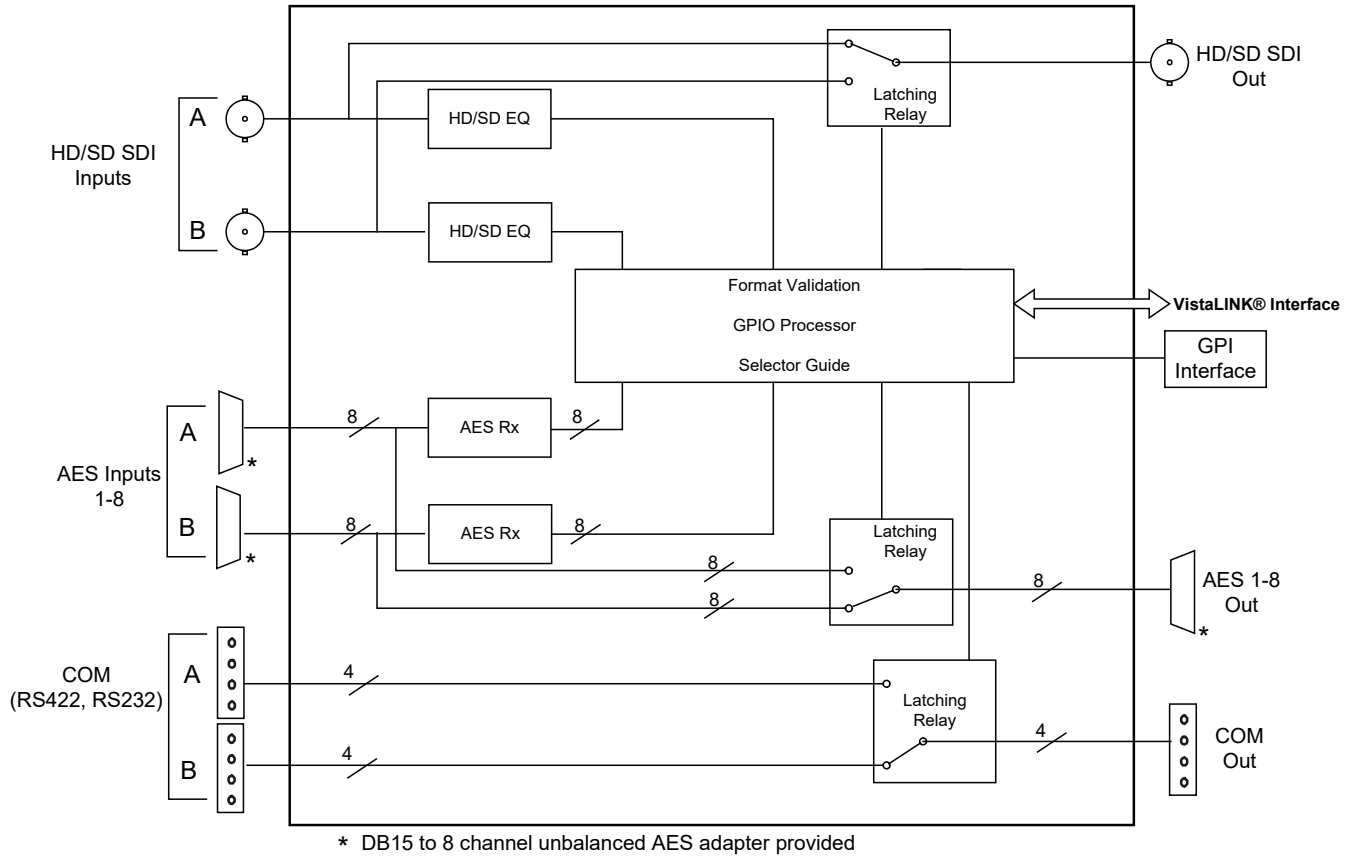 HD/SD SDI
Inputs
A
B
HD/SD EQ
HD/SD EQ
Latching
Relay
HD/SD SDI
Out
Format Validation
GPIO Processor
Selector Guide
VistaLINK® Interface
GPI
Interface
AES Inputs
1-8
A
*
B
*
8
8
AES Rx
AES Rx
8
8
8
8
Latching
Relay
8
AES 1-8
Out
*
COM
(RS422, RS232)
A
B
4
4
Latching
Relay
4
COM
Out
* DB15 to 8 channel unbalanced AES adapter provided